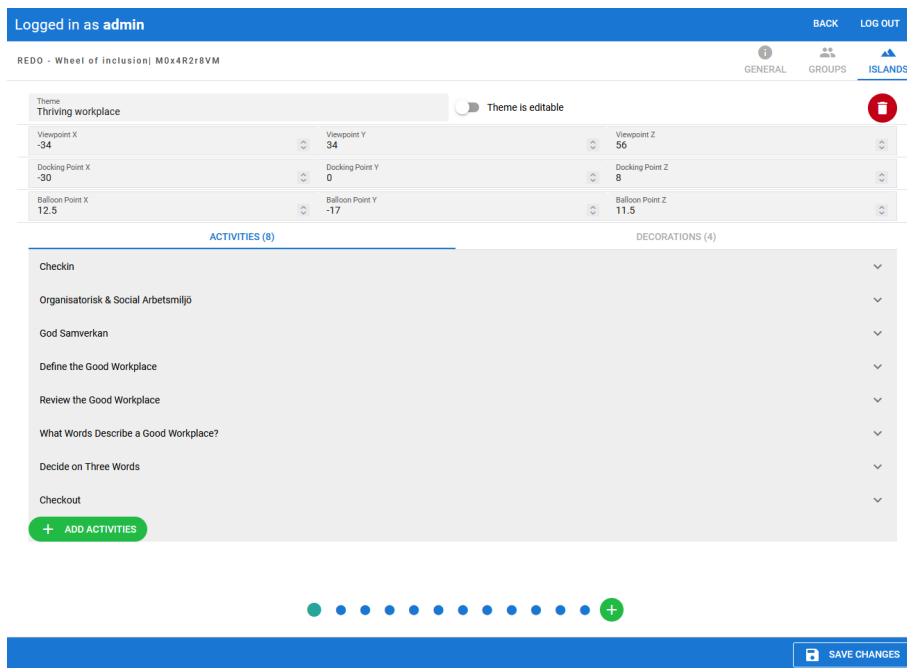 Logged in as admin
BACK
LOG OUT
REDO - Wheel of inclusion| M0x4R2r8VM
GENERAL
GROUPS
ISLANDS
Theme
Thriving workplace
Theme is editable
Viewpoint X
-34
Viewpoint Y
34
Viewpoint Z
56
Docking Point X
-30
Docking Point Y
0
Docking Point Z
8
Balloon Point X
12.5
Balloon Point Y
-17
Balloon Point Z
11.5
ACTIVITIES (8)
DECORATIONS (4)
Checkin
Organisatorisk & Social Arbetsmiljö
God Samverkan
Define the Good Workplace
Review the Good Workplace
What Words Describe a Good Workplace?
Decide on Three Words
Checkout
+ ADD ACTIVITIES
+
SAVE CHANGES